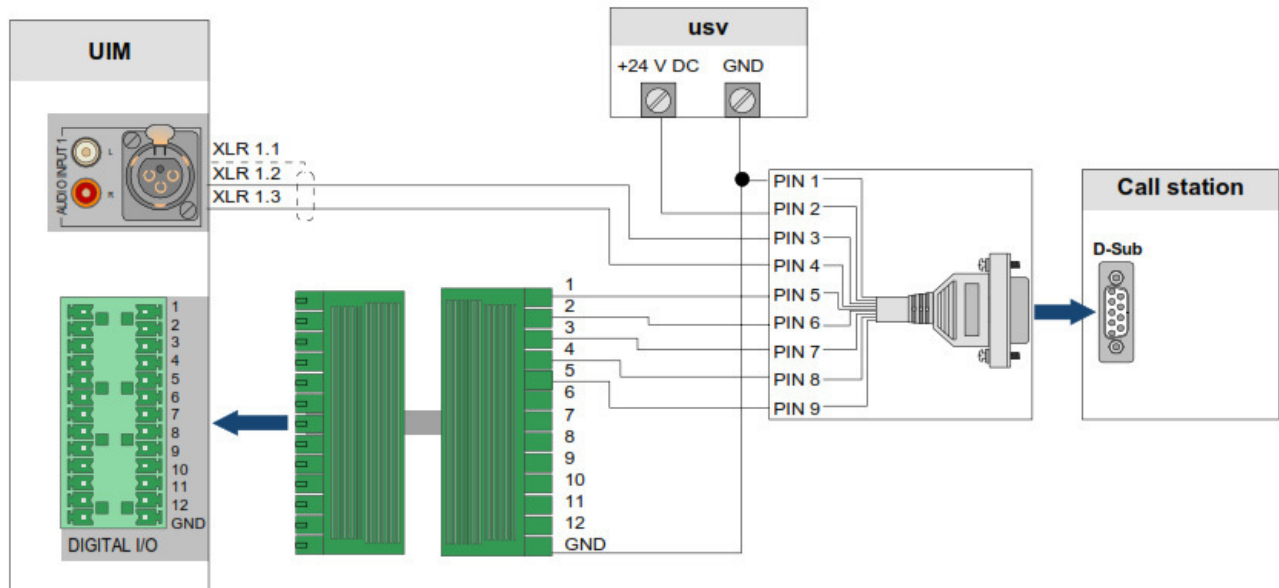 UIM
AUDIO INPUT 1
L
R
XLR 1.1
XLR 1.2
XLR 1.3
1
2
3
4
5
6
7
8
9
10
11
12
GND
DIGITAL I/O
1
2
3
4
5
6
7
8
9
10
11
12
GND
usv
+24 V DC GND
PIN 1
PIN 2
PIN 3
PIN 4
PIN 5
PIN 6
PIN 7
PIN 8
PIN 9
Call station
D-Sub